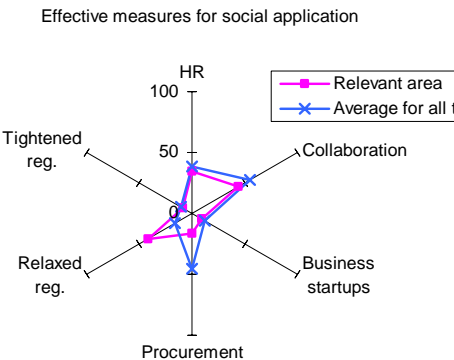 Effective measures for social application
HR
100
Relevant area
Average for all t
50
Tightened
reg.
Collaboration
0
Relaxed
reg.
Business
startups
Procurement